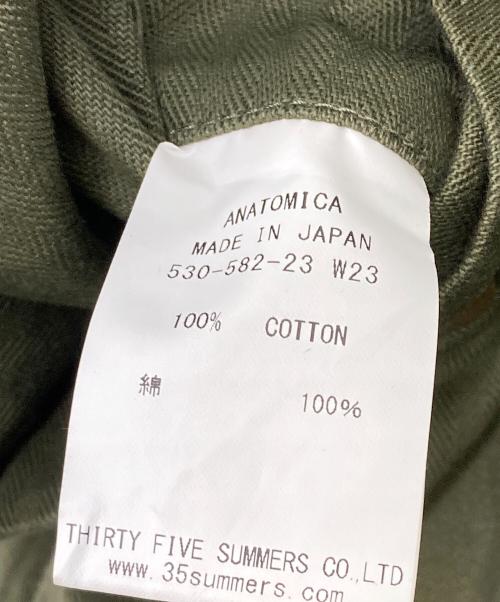 ANATOMICA
MADE IN JAPAN
530-582-23 W23
100% COTTON
綿 100%
THIRTY FIVE SUMMERS CO.,LTD
www.35summers.com